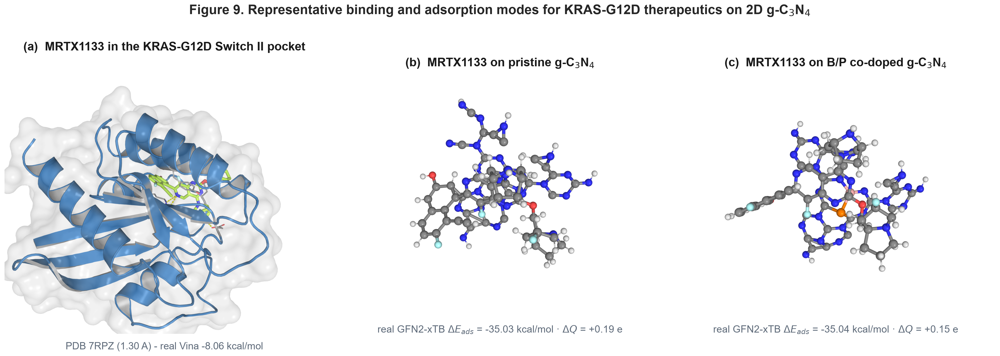 Figure 9. Representative binding and adsorption modes for KRAS-G12D therapeutics on 2D g-C₃N₄
(a) MRTX1133 in the KRAS-G12D Switch II pocket
(b) MRTX1133 on pristine g-C₃N₄
(c) MRTX1133 on B/P co-doped g-C₃N₄
real GFN2-xTB ΔE_ads = -35.03 kcal/mol · ΔQ = +0.19 e
real GFN2-xTB ΔE_ads = -35.04 kcal/mol · ΔQ = +0.15 e
PDB 7RPZ (1.30 A) - real Vina -8.06 kcal/mol